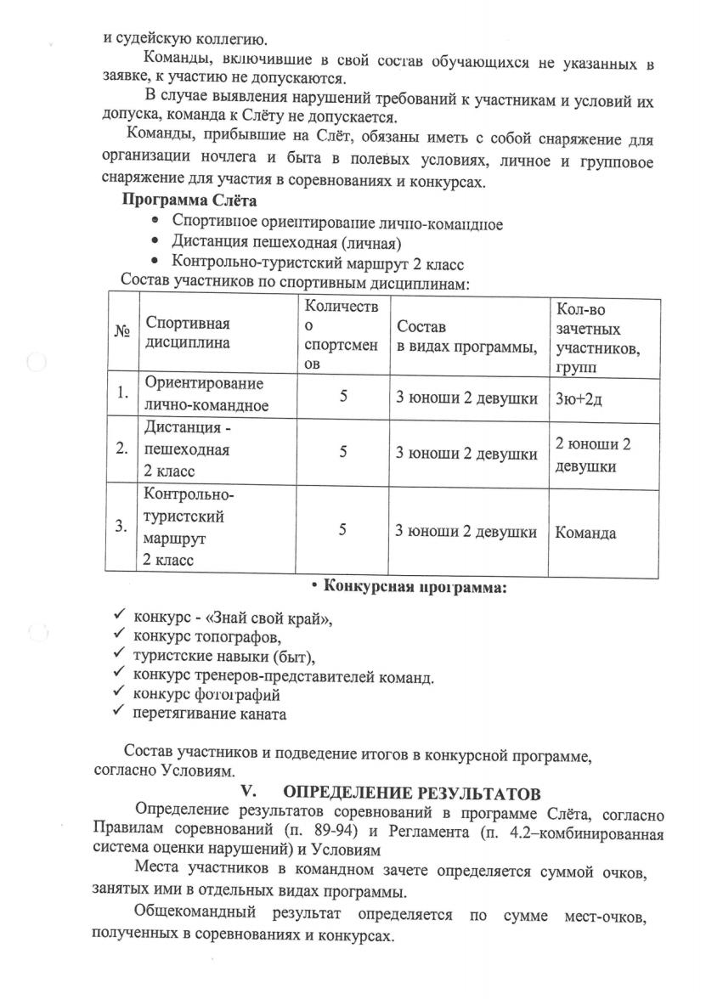 и судейскую коллегию.
Команды, включившие в свой состав обучающихся не указанных в
заявке, к участию не допускаются.
В случае выявления нарушений требований к участникам и условий их
допуска, команда к Слёту не допускается.
Команды, прибывшие на Слёт, обязаны иметь с собой снаряжение для
организации ночлега и быта в полевых условиях, личное и групповое
снаряжение для участия в соревнованиях и конкурсах.
Программа Слёта
• Спортивное ориентирование лично-командное
• Дистанция пешеходная (личная)
• Контрольно-туристский маршрут 2 класс
Состав участников по спортивным дисциплинам:
№
Спортивная
дисциплина
Количеств
о
спортсмен
ов
Состав
в видах программы,
Кол-во
зачетных
участников,
групп
1.
Ориентирование
лично-командное
5
3 юноши 2 девушки
3ю+2д
2.
Дистанция -
пешеходная
2 класс
5
3 юноши 2 девушки
2 юноши 2
девушки
3.
Контрольно-
туристский
маршрут
2 класс
5
3 юноши 2 девушки
Команда
• Конкурсная программа:
✓ конкурс - «Знай свой край»,
✓ конкурс топографов,
✓ туристские навыки (быт),
✓ конкурс тренеров-представителей команд.
✓ конкурс фотографий
✓ перетягивание каната
Состав участников и подведение итогов в конкурсной программе,
согласно Условиям.
V. ОПРЕДЕЛЕНИЕ РЕЗУЛЬТАТОВ
Определение результатов соревнований в программе Слёта, согласно
Правилам соревнований (п. 89-94) и Регламента (п. 4.2–комбинированная
система оценки нарушений) и Условиям
Места участников в командном зачете определяется суммой очков,
занятых ими в отдельных видах программы.
Общекомандный результат определяется по сумме мест-очков,
полученных в соревнованиях и конкурсах.